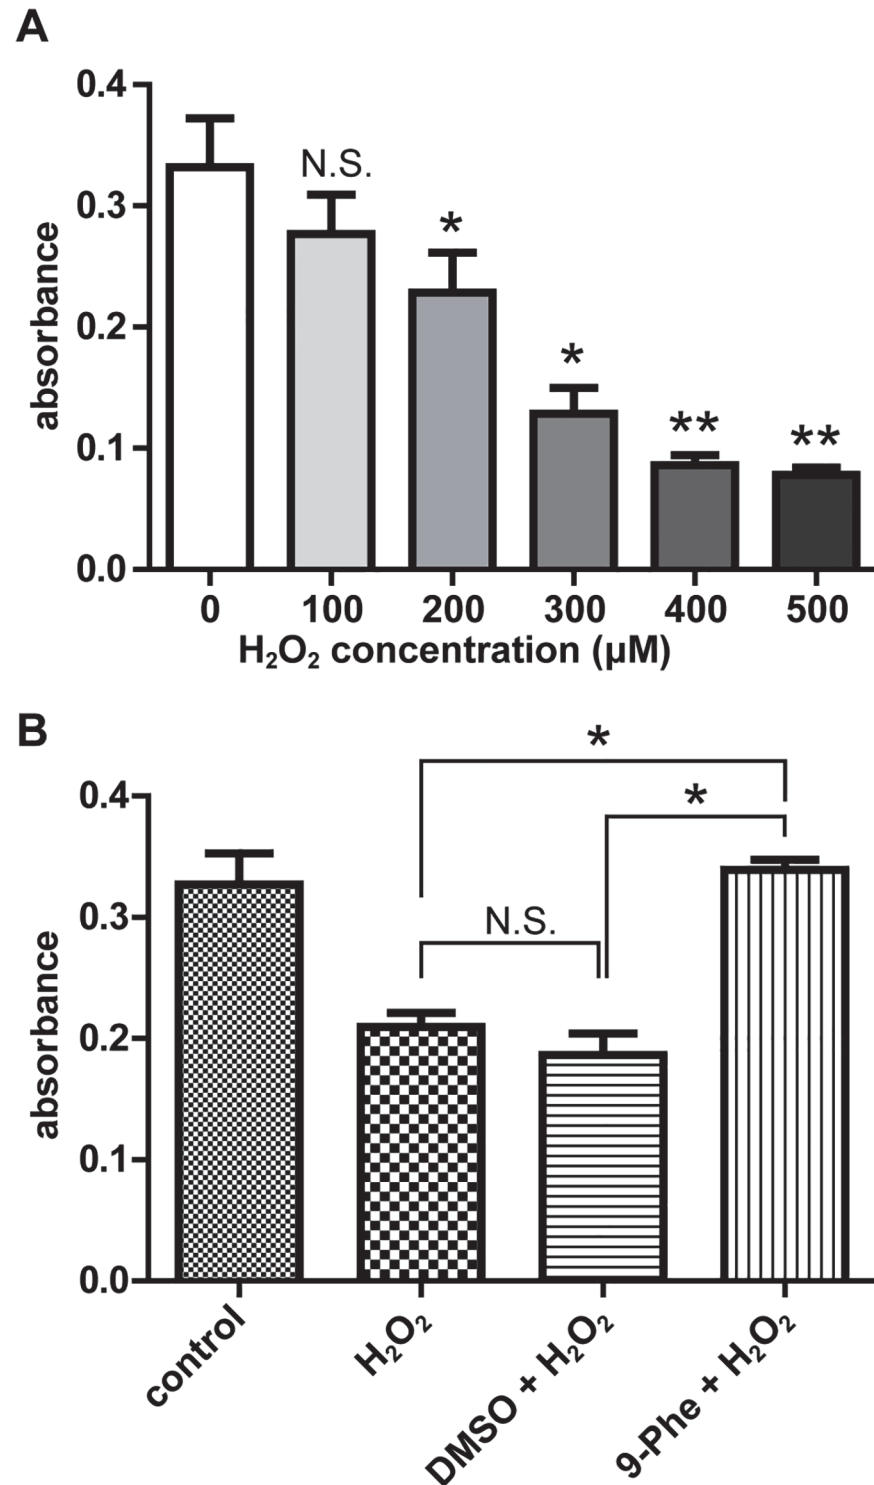 A
0.4
0.3
0.2
0.1
0.0
absorbance
N.S.
*
*
**
**
0 100 200 300 400 500
H₂O₂ concentration (µM)
B
*
*
N.S.
0.4
0.3
0.2
0.1
0.0
absorbance
control
H₂O₂
DMSO + H₂O₂
9-Phe + H₂O₂